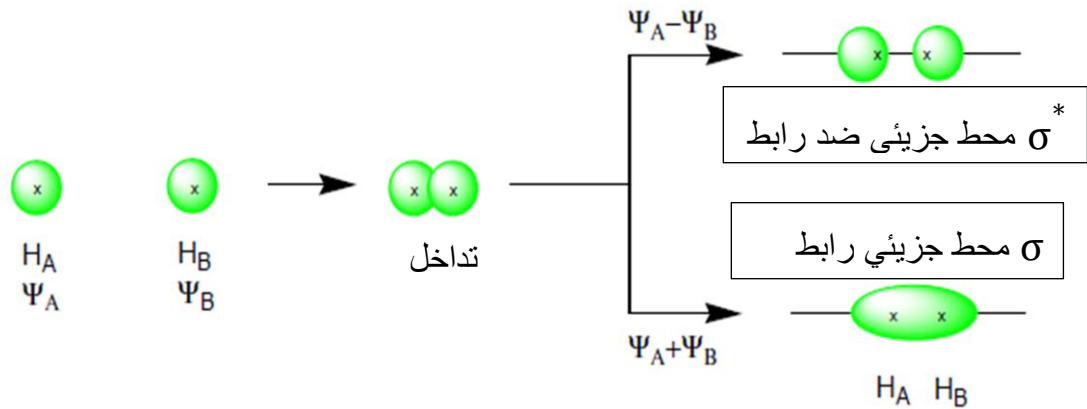 Ψ_A−Ψ_B
σ* محط جزيئى ضد رابط
x x
x
x
x x
H_A
Ψ_A
H_B
Ψ_B
تداخل
σ محط جزيئي رابط
x x
Ψ_A+Ψ_B
H_A H_B